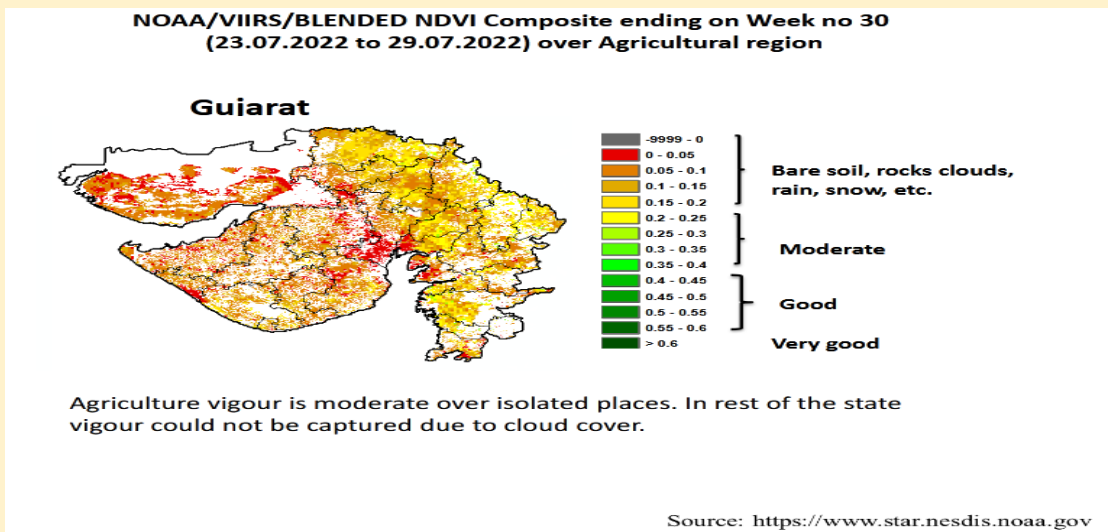 NOAA/VIIRS/BLENDED NDVI Composite ending on Week no 30
(23.07.2022 to 29.07.2022) over Agricultural region
Gujarat
-9999 - 0
0 - 0.05
0.05 - 0.1
0.1 - 0.15
0.15 - 0.2
0.2 - 0.25
0.25 - 0.3
0.3 - 0.35
0.35 - 0.4
0.4 - 0.45
0.45 - 0.5
0.5 - 0.55
0.55 - 0.6
> 0.6
Bare soil, rocks clouds,
rain, snow, etc.
Moderate
Good
Very good
Agriculture vigour is moderate over isolated places. In rest of the state
vigour could not be captured due to cloud cover.
Source: https://www.star.nesdis.noaa.gov